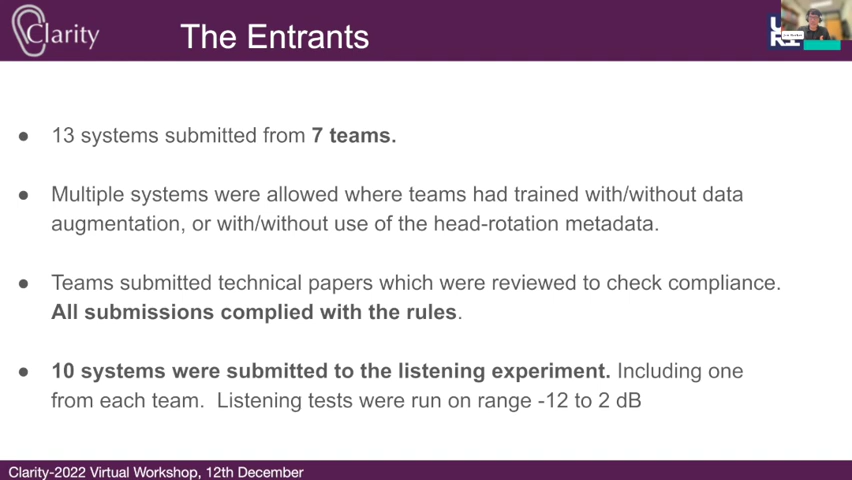 Clarity
The Entrants
● 13 systems submitted from 7 teams.
● Multiple systems were allowed where teams had trained with/without data
augmentation, or with/without use of the head-rotation metadata.
● Teams submitted technical papers which were reviewed to check compliance.
All submissions complied with the rules.
● 10 systems were submitted to the listening experiment. Including one
from each team. Listening tests were run on range -12 to 2 dB
Clarity-2022 Virtual Workshop, 12th December